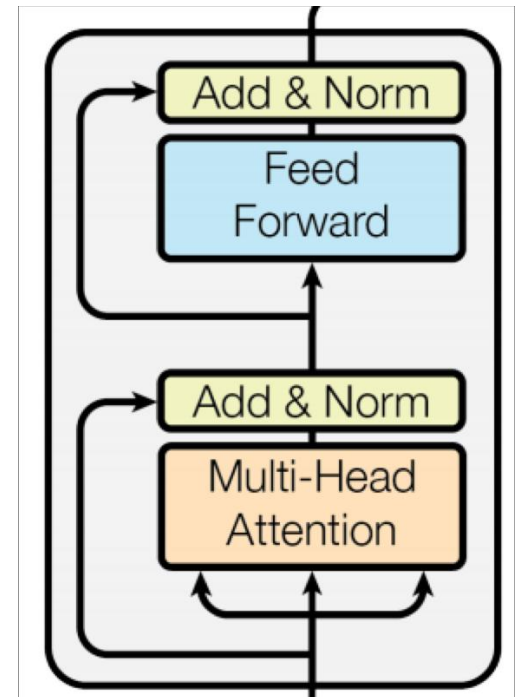 Add & Norm
Feed
Forward
Add & Norm
Multi-Head
Attention